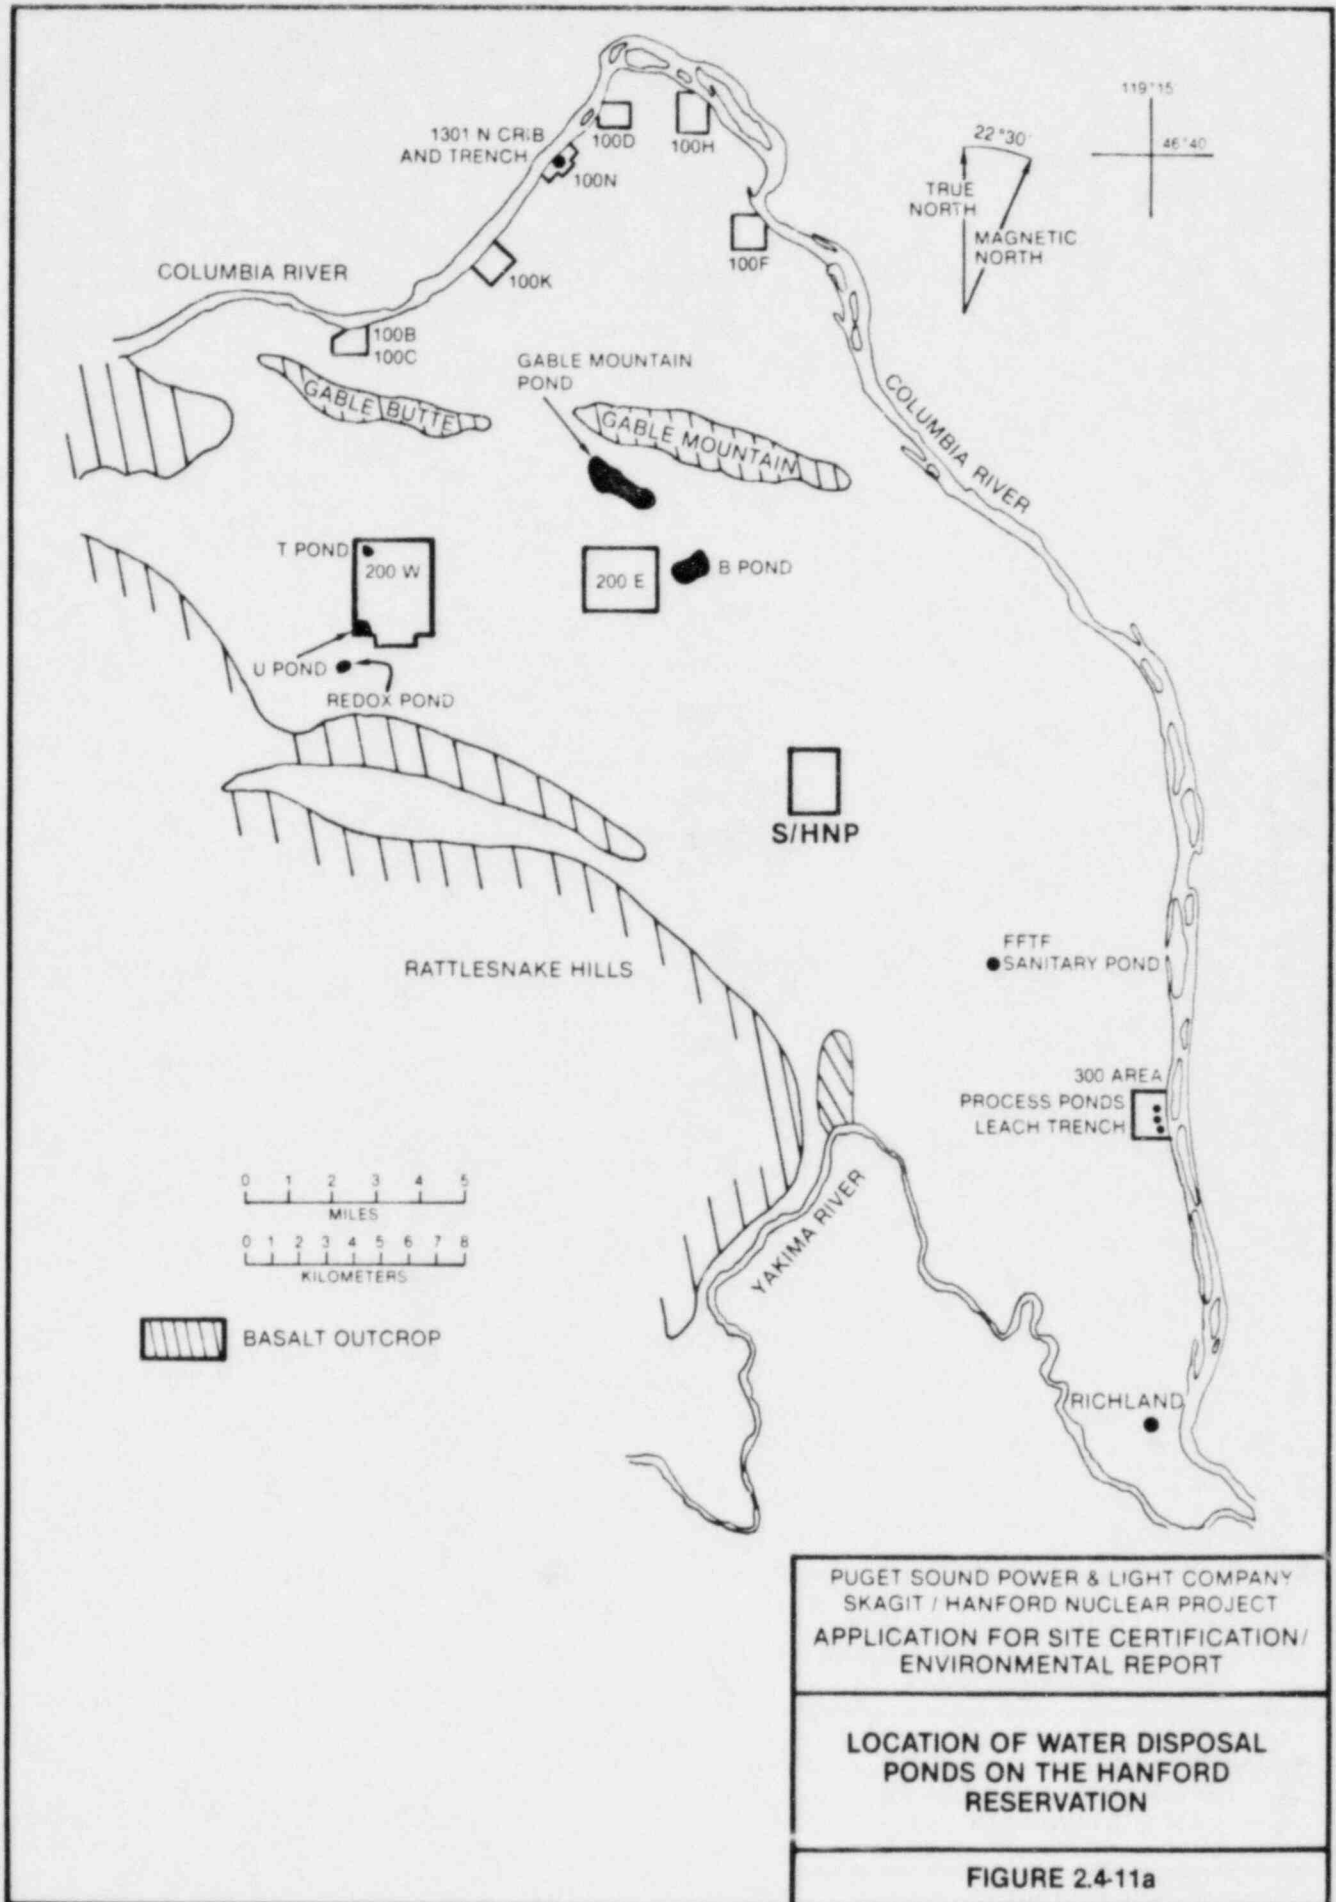 119°15
46°40
22°30'
TRUE
NORTH
MAGNETIC
NORTH
1301 N CRIB
AND TRENCH
100D
100H
100N
100F
100K
COLUMBIA RIVER
100B
100C
GABLE MOUNTAIN
POND
GABLE BUTTE
GABLE MOUNTAIN
COLUMBIA RIVER
T POND
200 W
200 E
B POND
U POND
REDOX POND
S/HNP
RATTLESNAKE HILLS
FFTF
SANITARY POND
300 AREA
PROCESS PONDS
LEACH TRENCH
YAKIMA RIVER
0 1 2 3 4 5
MILES
0 1 2 3 4 5 6 7 8
KILOMETERS
BASALT OUTCROP
RICHLAND
PUGET SOUND POWER & LIGHT COMPANY
SKAGIT / HANFORD NUCLEAR PROJECT
APPLICATION FOR SITE CERTIFICATION/
ENVIRONMENTAL REPORT
LOCATION OF WATER DISPOSAL
PONDS ON THE HANFORD
RESERVATION
FIGURE 2.4-11a